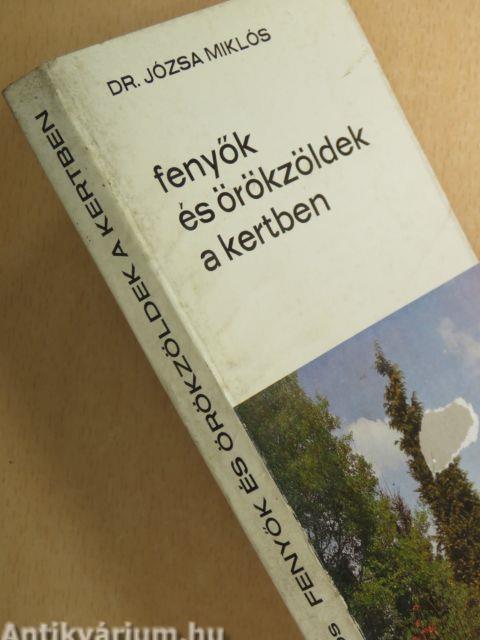 DR. JÓZSA MIKLÓS
fenyők
és örökzöldek
a kertben
FENYŐK ÉS ÖRÖKZÖLDEK A KERTBEN
Antikvárium.hu